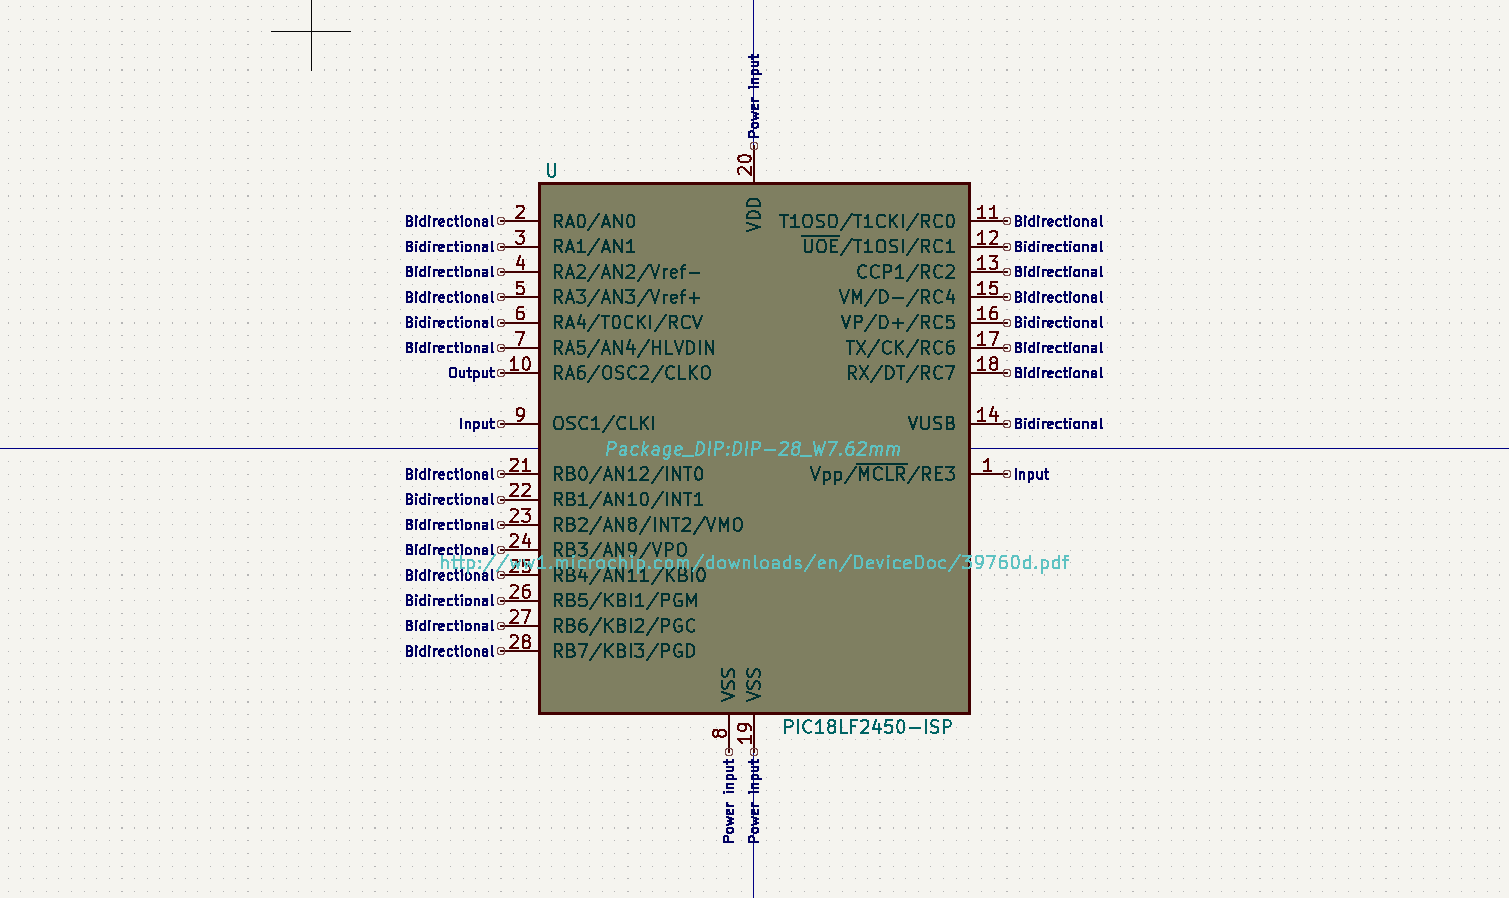 Power input
20
VDD
U
Bidirectional 2 RA0/AN0 T1OSO/T1CKI/RC0 11 Bidirectional
Bidirectional 3 RA1/AN1 UOE/T1OSI/RC1 12 Bidirectional
Bidirectional 4 RA2/AN2/Vref- CCP1/RC2 13 Bidirectional
Bidirectional 5 RA3/AN3/Vref+ VM/D-/RC4 15 Bidirectional
Bidirectional 6 RA4/T0CKI/RCV VP/D+/RC5 16 Bidirectional
Bidirectional 7 RA5/AN4/HLVDIN TX/CK/RC6 17 Bidirectional
Output 10 RA6/OSC2/CLKO RX/DT/RC7 18 Bidirectional
Input 9 OSC1/CLKI VUSB 14 Bidirectional
Package_DIP:DIP-28_W7.62mm
Bidirectional 21 RB0/AN12/INT0 Vpp/MCLR/RE3 1 Input
Bidirectional 22 RB1/AN10/INT1
Bidirectional 23 RB2/AN8/INT2/VMO
Bidirectional 24 RB3/AN9/VPO
http://ww1.microchip.com/downloads/en/DeviceDoc/39760d.pdf
Bidirectional 25 RB4/AN11/KBI0
Bidirectional 26 RB5/KBI1/PGM
Bidirectional 27 RB6/KBI2/PGC
Bidirectional 28 RB7/KBI3/PGD
VSS VSS
8 19
PIC18LF2450-ISP
Power input Power input